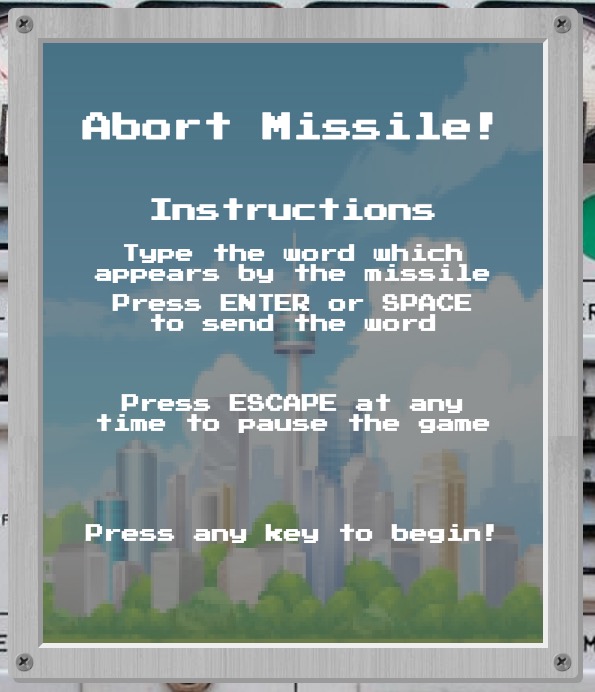 Abort Missile!
Instructions
Type the word which
appears by the missile
Press ENTER or SPACE
to send the word
Press ESCAPE at any
time to pause the game
Press any key to begin!